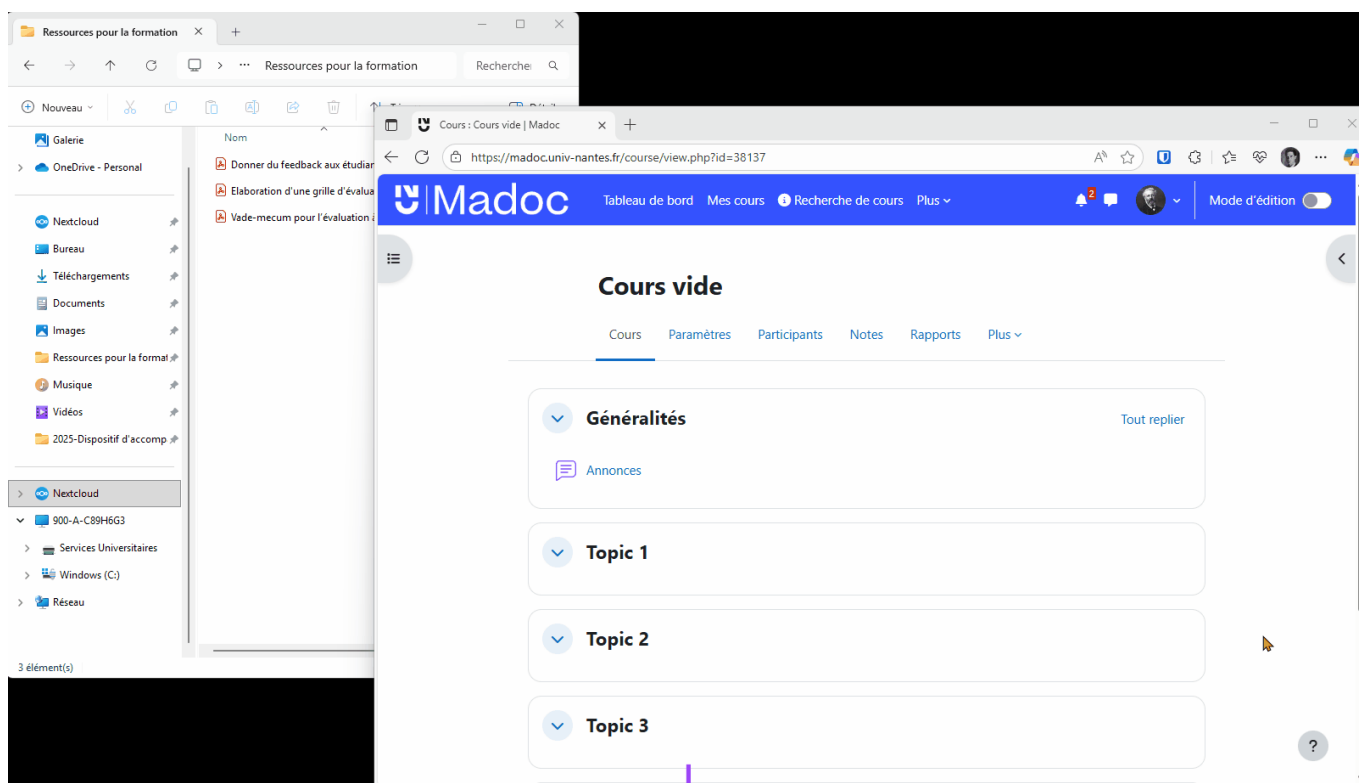 Ressources pour la formation
Ressources pour la formation
Recherche
Nouveau
Galerie
OneDrive - Personal
Nextcloud
Bureau
Téléchargements
Documents
Images
Ressources pour la format
Musique
Vidéos
2025-Dispositif d'accomp
Nextcloud
900-A-C89H6G3
Services Universitaires
Windows (C:)
Réseau
3 élément(s)
Nom
Donner du feedback aux étudian
Elaboration d'une grille d'évalua
Vade-mecum pour l'évaluation
Cours : Cours vide | Madoc
https://madoc.univ-nantes.fr/course/view.php?id=38137
Madoc
Tableau de bord Mes cours Recherche de cours Plus
2
Mode d'édition
Cours vide
Cours Paramètres Participants Notes Rapports Plus
Généralités
Tout replier
Annonces
Topic 1
Topic 2
Topic 3
?